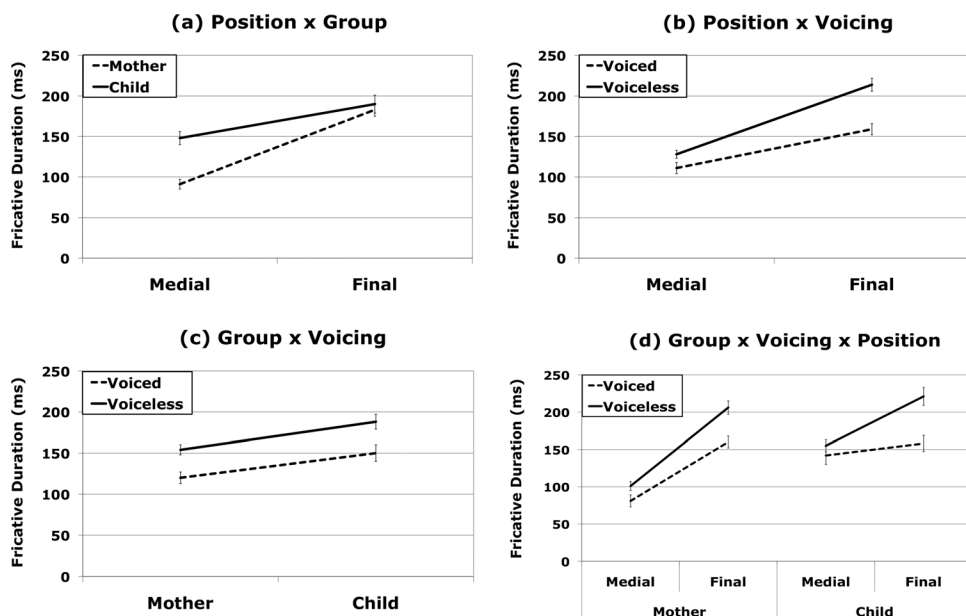 (a) Position x Group
Fricative Duration (ms)
250
200
150
100
50
0
Mother
Child
Medial Final
(b) Position x Voicing
Fricative Duration (ms)
250
200
150
100
50
0
Voiced
Voiceless
Medial Final
(c) Group x Voicing
Fricative Duration (ms)
250
200
150
100
50
0
Voiced
Voiceless
Mother Child
(d) Group x Voicing x Position
Fricative Duration (ms)
250
200
150
100
50
0
Voiced
Voiceless
Medial Final Medial Final
Mother Child